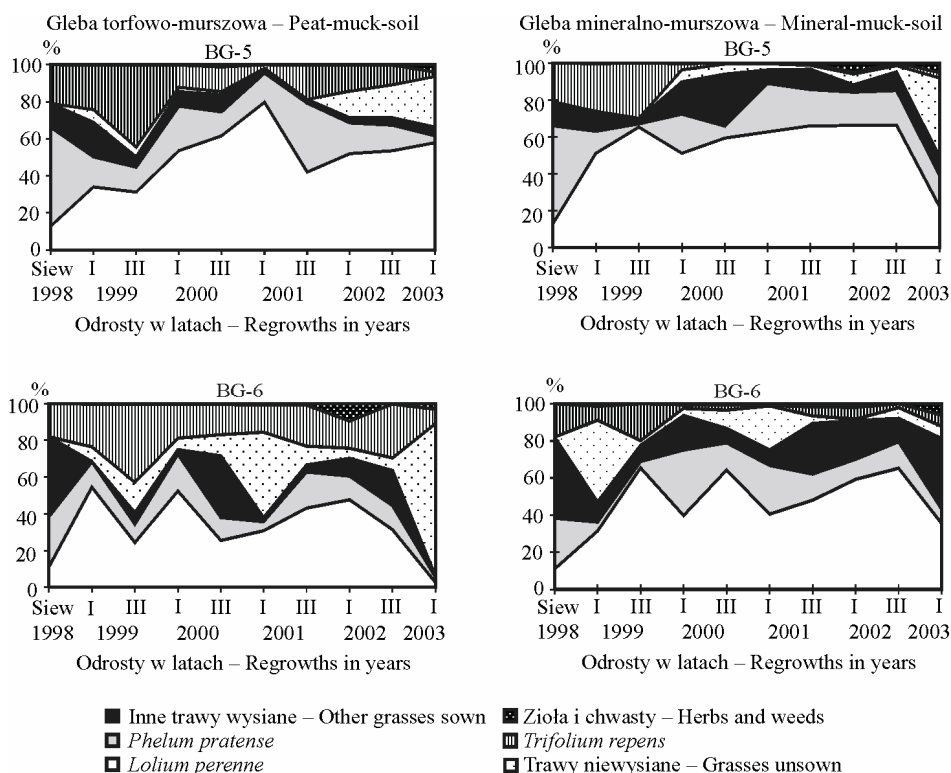 Gleba torfowo-murszowa – Peat-muck-soil
%
BG-5
100
80
60
40
20
0
Siew I III I III I III I III I
1998 1999 2000 2001 2002 2003
Odrosty w latach – Regrowths in years
Gleba mineralno-murszowa – Mineral-muck-soil
%
BG-5
100
80
60
40
20
0
Siew I III I III I III I III I
1998 1999 2000 2001 2002 2003
Odrosty w latach – Regrowths in years
%
BG-6
100
80
60
40
20
0
Siew I III I III I III I III I
1998 1999 2000 2001 2002 2003
Odrosty w latach – Regrowths in years
%
BG-6
100
80
60
40
20
0
Siew I III I III I III I III I
1998 1999 2000 2001 2002 2003
Odrosty w latach – Regrowths in years
Inne trawy wysiane – Other grasses sown
Phelum pratense
Lolium perenne
Zioła i chwasty – Herbs and weeds
Trifolium repens
Trawy niewysiane – Grasses unsown